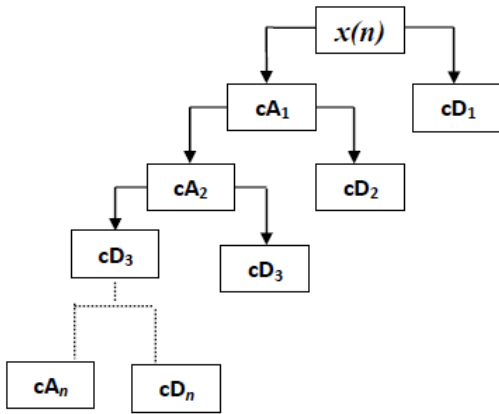 x(n)
cA₁
cD₁
cA₂
cD₂
cD₃
cD₃
cAₙ
cDₙ